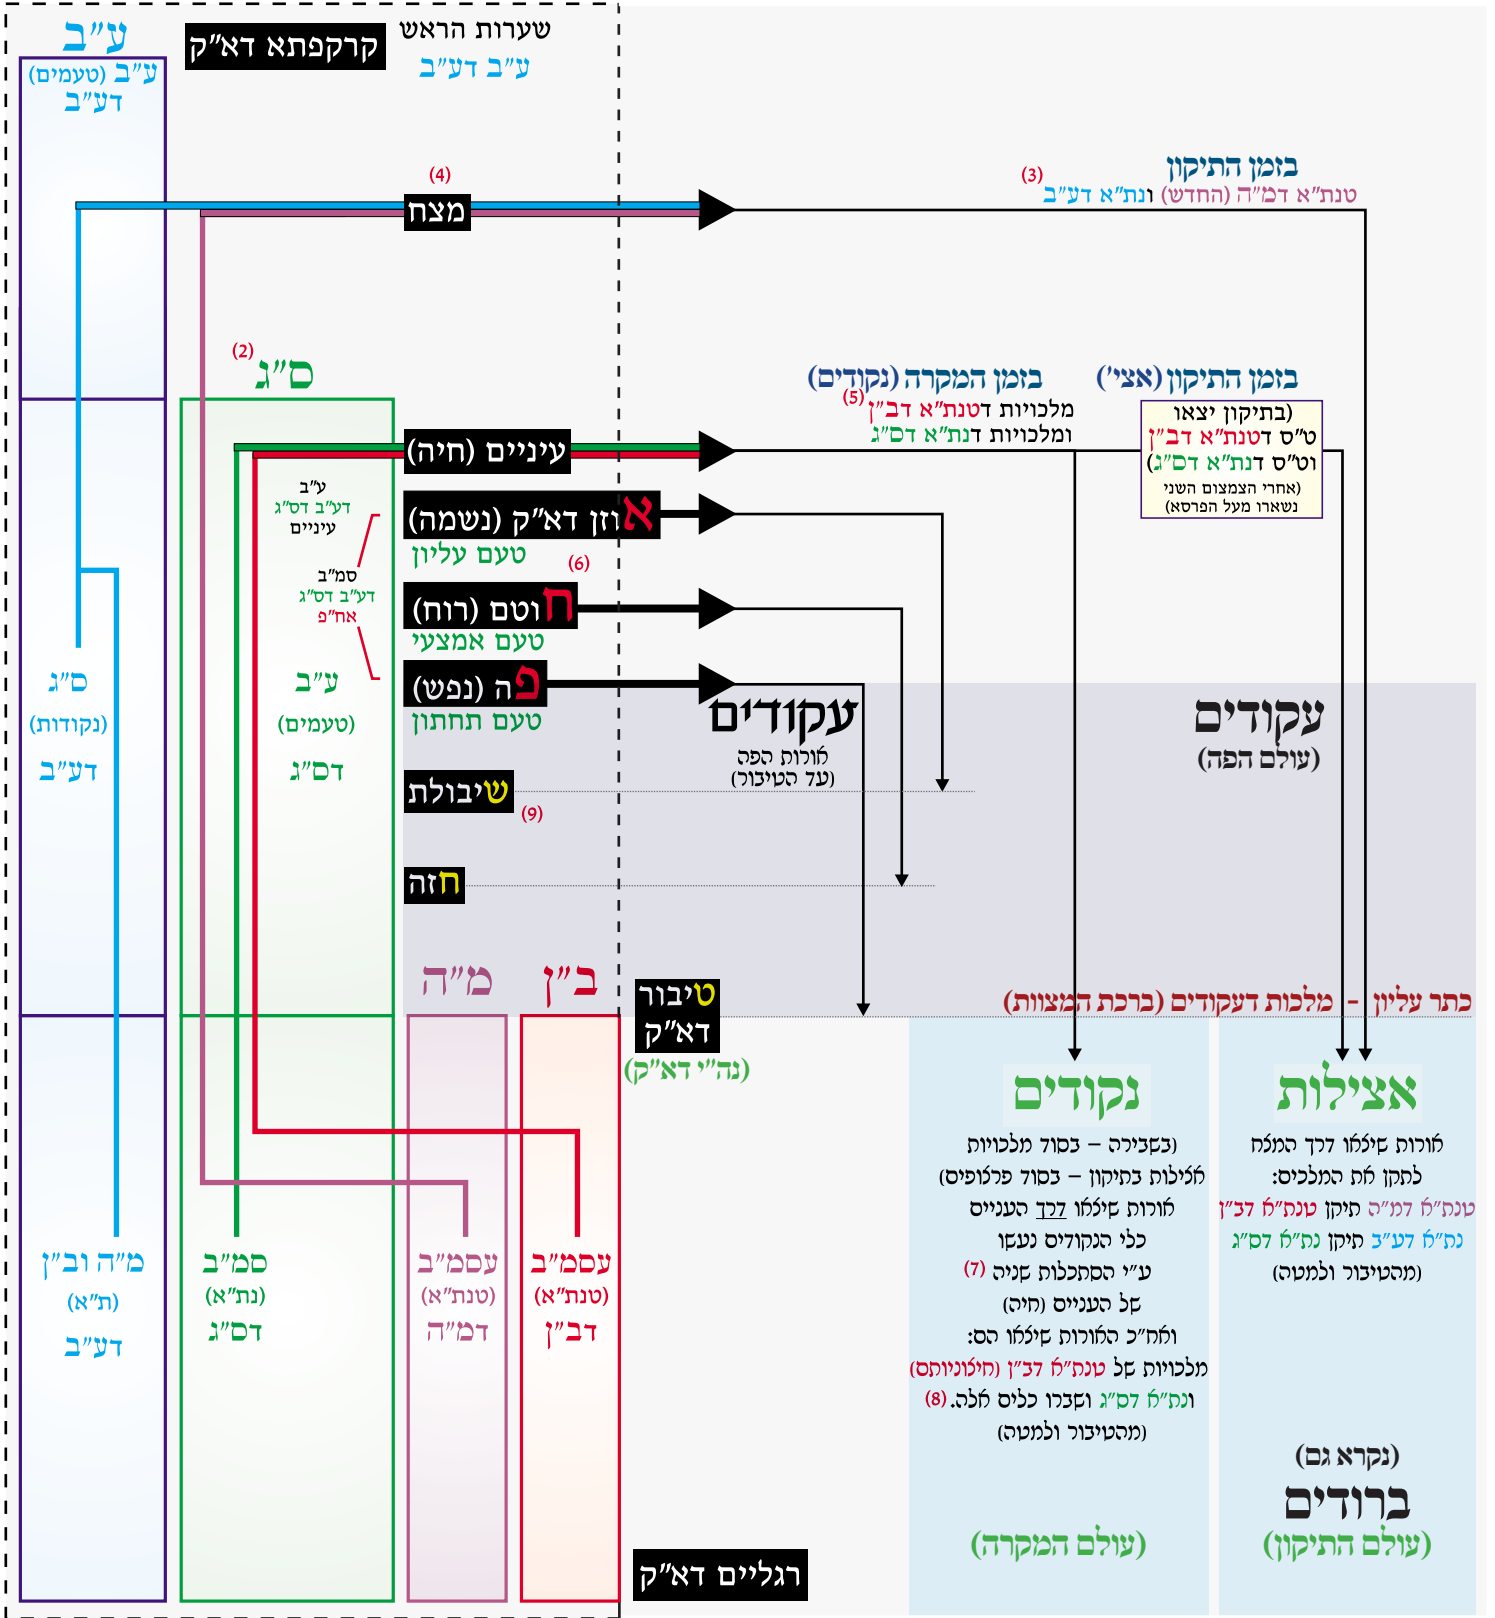 ע"ב
ע"ב (טעמים)
דע"ב
קרקפתא דא"ק
שערות הראש
ע"ב דע"ב
(4)
מצח
(3)
בזמן התיקון
טנת"א דמ"ה (החדש) ונת"א דע"ב
(2)
ס"ג
עיניים (חיה)
בזמן המקרה (נקודים)
(5)
מלכויות דטנת"א דב"ן
ומלכויות דנת"א דס"ג
בזמן התיקון (אצי')
(בתיקון יצאו
ט"ס דטנת"א דב"ן
וט"ס דנת"א דס"ג)
(אחרי הצמצום השני
נשארו מעל הפרסא)
ע"ב
דע"ב דס"ג
עיניים
סמ"ב
דע"ב דס"ג
אח"פ
אוזן דא"ק (נשמה)
טעם עליון
(6)
חוטם (רוח)
טעם אמצעי
פה (נפש)
טעם תחתון
ס"ג
(נקודות)
דע"ב
ע"ב
(טעמים)
דס"ג
עקודים
אורות הפה
(עד הטיבור)
עקודים
(עולם הפה)
שיבולת
(9)
חזה
מ"ה
ב"ן
טיבור
דא"ק
(נה"י דא"ק)
כתר עליון - מלכות דעקודים (ברכת המצוות)
מ"ה וב"ן
(ת"א)
דע"ב
סמ"ב
(נת"א)
דס"ג
עסמ"ב
(טנת"א)
דמ"ה
עסמ"ב
(טנת"א)
דב"ן
נקודים
(בשבירה – בסוד מלכויות
אצילות בתיקון – בסוד פרצופים)
אורות שיצאו דרך העניים
כלי הנקודים נעשו
ע"י הסתכלות שניה (7)
של העניים (חיה)
ואח"כ האורות שיצאו הם:
מלכויות של טנת"א דב"ן (חיצוניותם)
ונת"א דס"ג ושברו כלים אלה. (8)
(מהטיבור ולמטה)
(עולם המקרה)
אצילות
אורות שיצאו דרך המצח
לתקן את המלכים:
טנת"א דמ"ה תיקן טנת"א דב"ן
נת"א דע"ב תיקן נת"א דס"ג
(מהטיבור ולמטה)
(נקרא גם)
ברודים
(עולם התיקון)
רגליים דא"ק